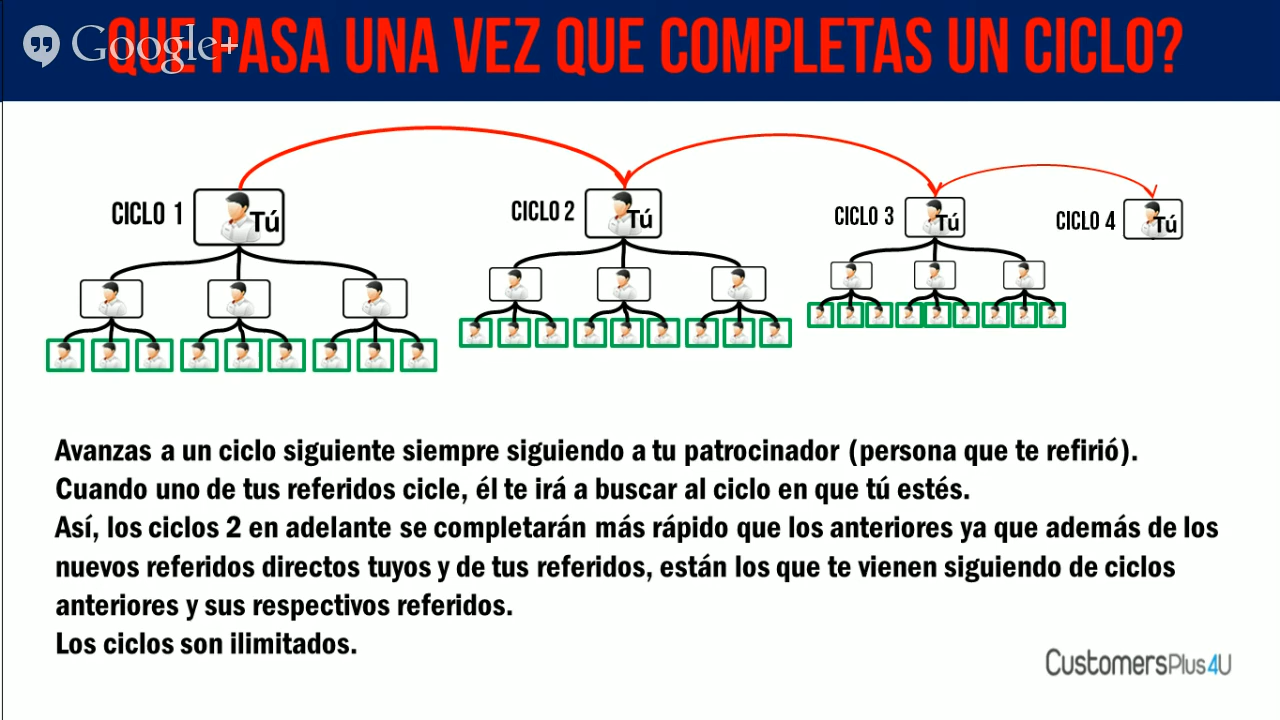 QUE PASA UNA VEZ QUE COMPLETAS UN CICLO?
Google+
CICLO 1
Tú
CICLO 2
Tú
CICLO 3
Tú
CICLO 4
Tú
Avanzas a un ciclo siguiente siempre siguiendo a tu patrocinador (persona que te refirió).
Cuando uno de tus referidos cicle, él te irá a buscar al ciclo en que tú estés.
Así, los ciclos 2 en adelante se completarán más rápido que los anteriores ya que además de los
nuevos referidos directos tuyos y de tus referidos, están los que te vienen siguiendo de ciclos
anteriores y sus respectivos referidos.
Los ciclos son ilimitados.
CustomersPlus4U